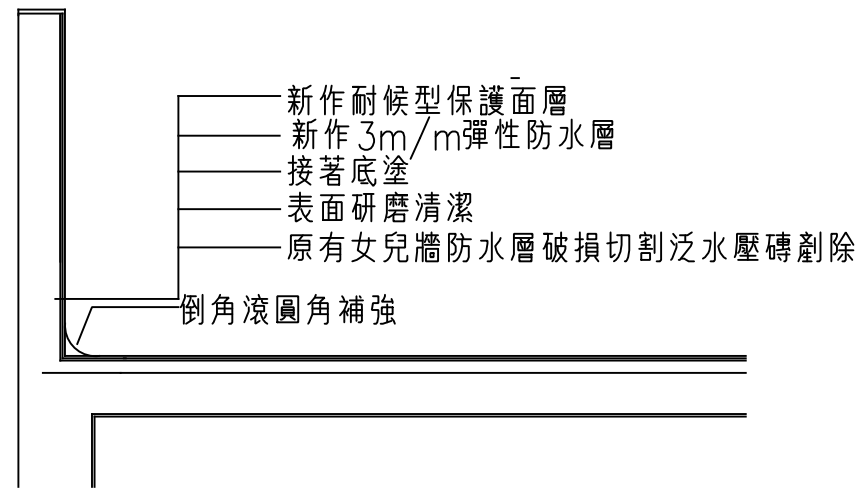 新作耐候型保護面層
新作3m/m彈性防水層
接著底塗
表面研磨清潔
原有女兒牆防水層破損切割泛水壓磚剷除
倒角滾圓角補強